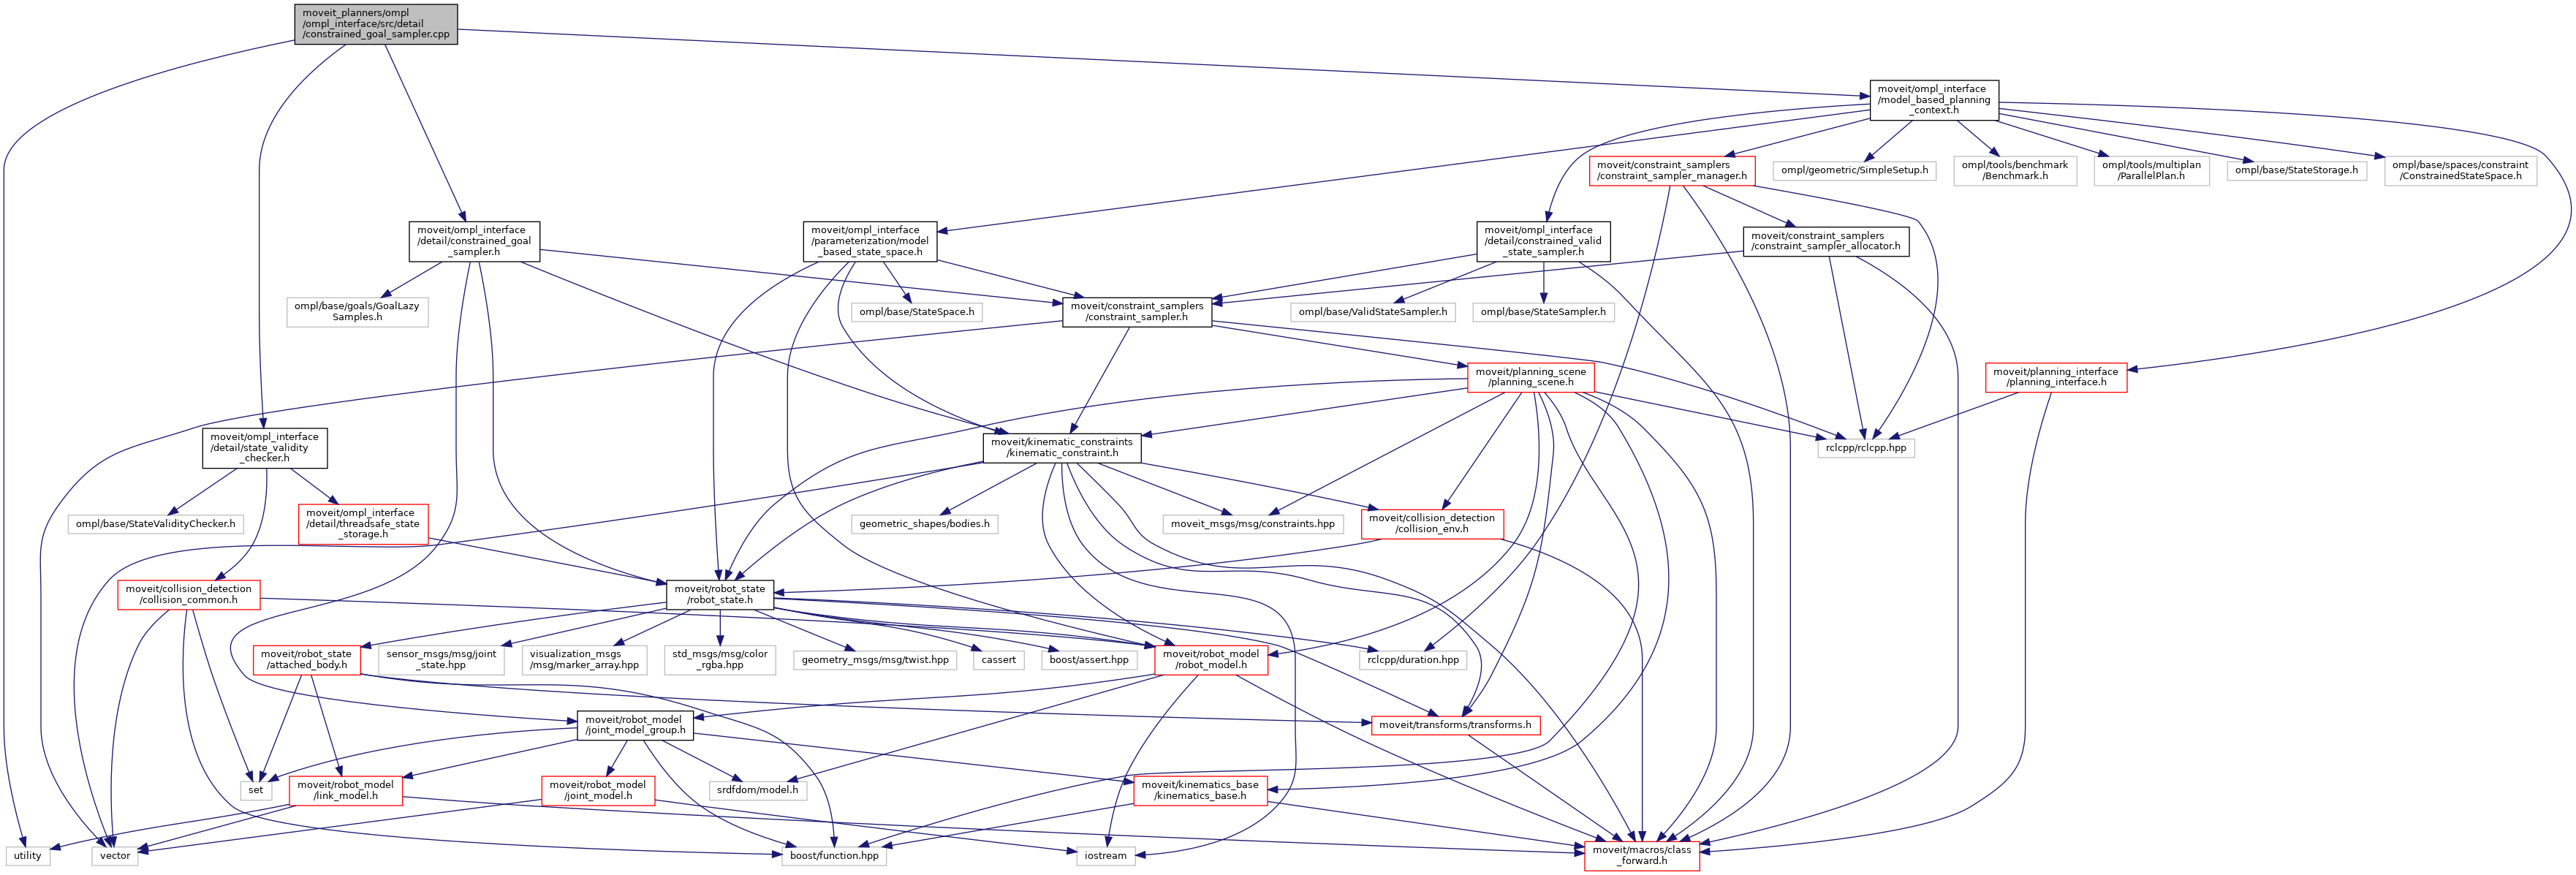 moveit_planners/ompl
/ompl_interface/src/detail
/constrained_goal_sampler.cpp
moveit/ompl_interface
/model_based_planning
_context.h
moveit/constraint_samplers
/constraint_sampler_manager.h
ompl/geometric/SimpleSetup.h
ompl/tools/benchmark
/Benchmark.h
ompl/tools/multiplan
/ParallelPlan.h
ompl/base/StateStorage.h
ompl/base/spaces/constraint
/ConstrainedStateSpace.h
moveit/ompl_interface
/detail/constrained_goal
_sampler.h
moveit/ompl_interface
/parameterization/model
_based_state_space.h
moveit/ompl_interface
/detail/constrained_valid
_state_sampler.h
moveit/constraint_samplers
/constraint_sampler_allocator.h
ompl/base/goals/GoalLazy
Samples.h
ompl/base/StateSpace.h
moveit/constraint_samplers
/constraint_sampler.h
ompl/base/ValidStateSampler.h
ompl/base/StateSampler.h
moveit/planning_scene
/planning_scene.h
moveit/planning_interface
/planning_interface.h
moveit/ompl_interface
/detail/state_validity
_checker.h
moveit/kinematic_constraints
/kinematic_constraint.h
rclcpp/rclcpp.hpp
ompl/base/StateValidityChecker.h
moveit/ompl_interface
/detail/threadsafe_state
_storage.h
geometric_shapes/bodies.h
moveit_msgs/msg/constraints.hpp
moveit/collision_detection
/collision_env.h
moveit/collision_detection
/collision_common.h
moveit/robot_state
/robot_state.h
moveit/robot_state
/attached_body.h
sensor_msgs/msg/joint
_state.hpp
visualization_msgs
/msg/marker_array.hpp
std_msgs/msg/color
_rgba.hpp
geometry_msgs/msg/twist.hpp
cassert
boost/assert.hpp
moveit/robot_model
/robot_model.h
rclcpp/duration.hpp
moveit/robot_model
/joint_model_group.h
moveit/transforms/transforms.h
set
moveit/robot_model
/link_model.h
moveit/robot_model
/joint_model.h
srdfdom/model.h
moveit/kinematics_base
/kinematics_base.h
utility
vector
boost/function.hpp
iostream
moveit/macros/class
_forward.h